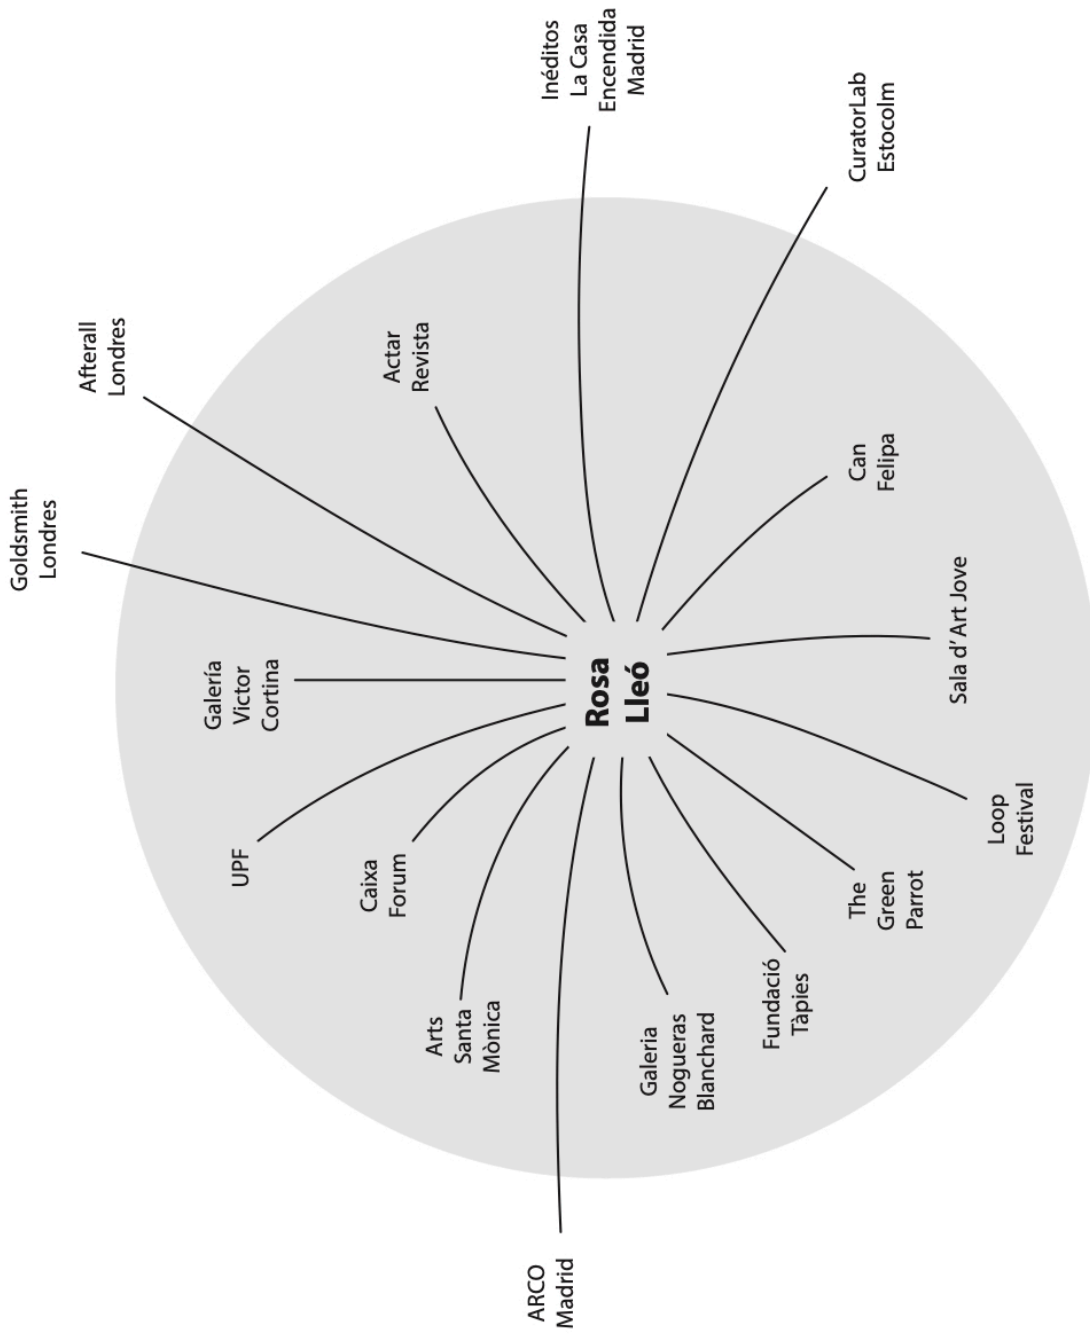 Goldsmith
Londres
Afterall
Londres
Galería
Victor
Cortina
Actar
Revista
UPF
Caixa
Forum
Arts
Santa
Mònica
Inéditos
La Casa
Encendida
Madrid
ARCO
Madrid
Rosa
Lleó
Galeria
Nogueras
Blanchard
Fundació
Tàpies
The
Green
Parrot
Can
Felipa
CuratorLab
Estocolm
Sala d'Art Jove
Loop
Festival